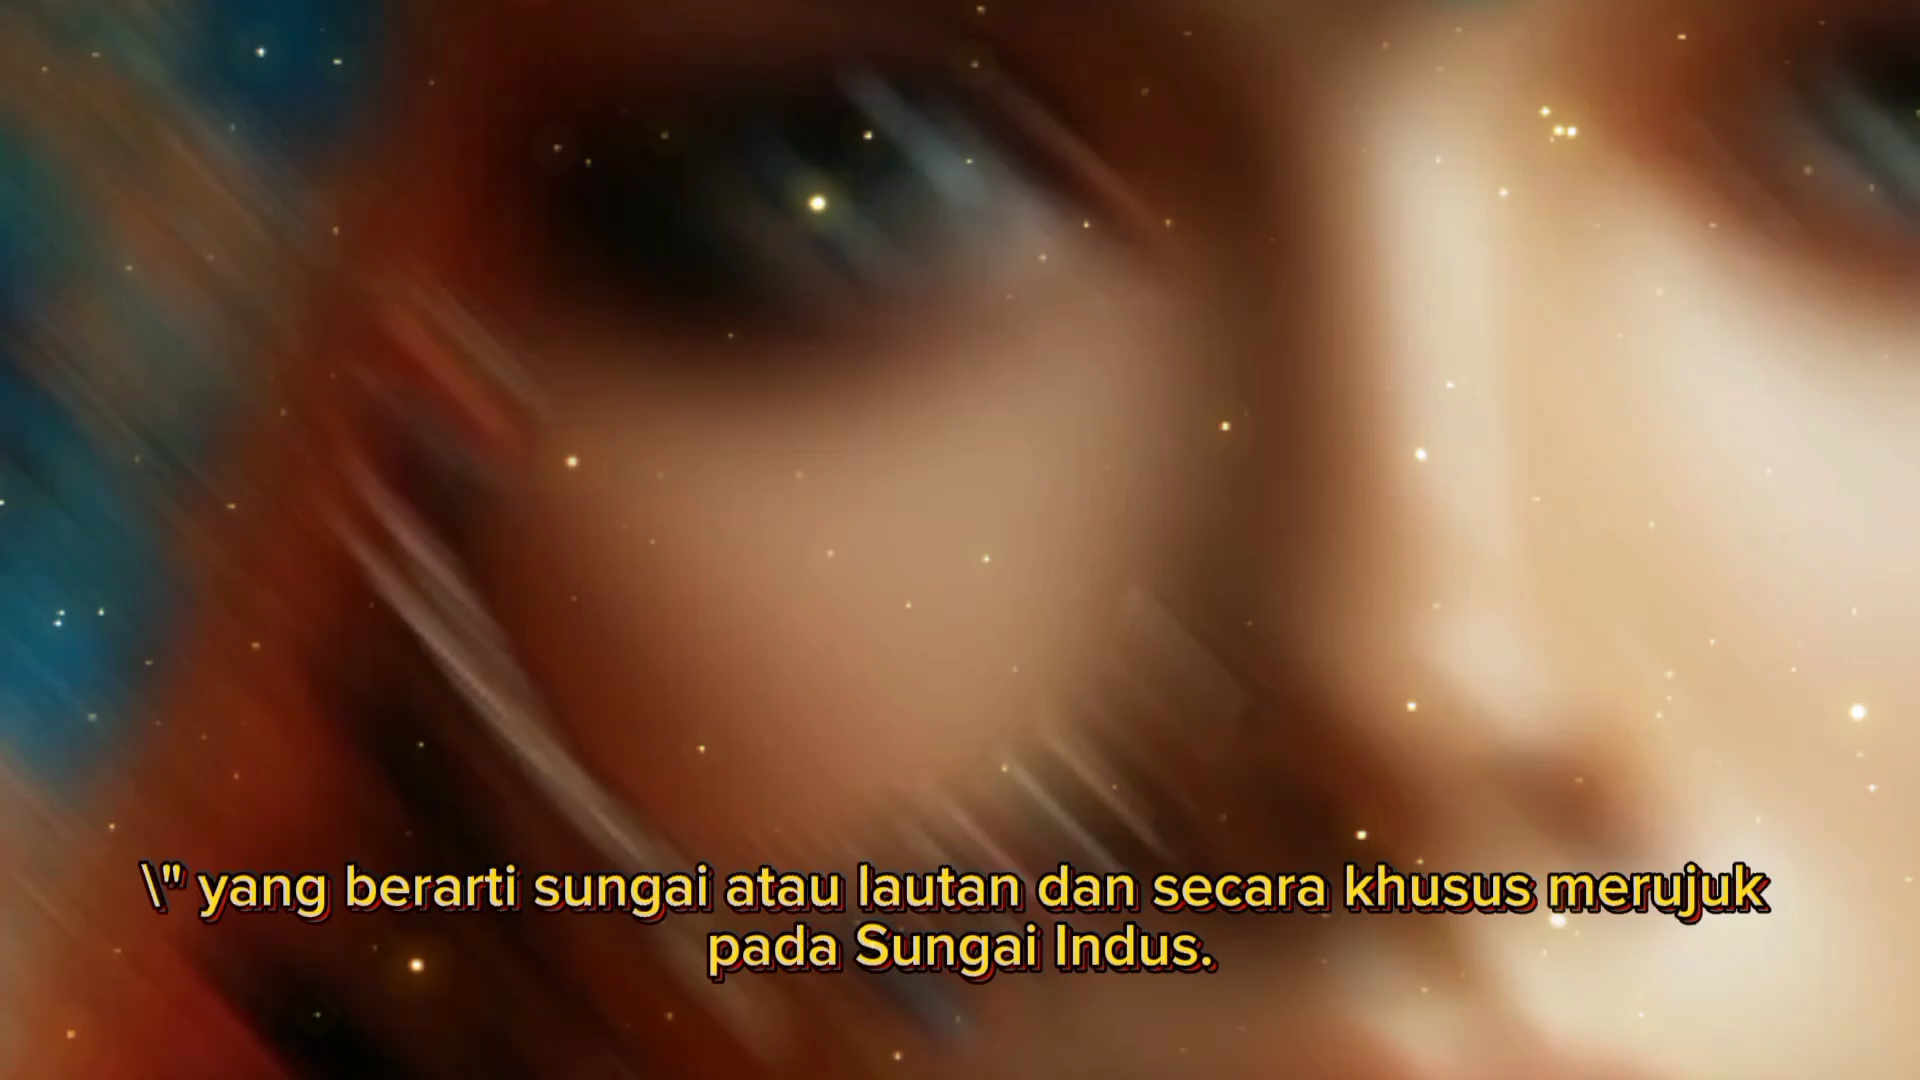 \" yang berarti sungai atau lautan dan secara khusus merujuk
pada Sungai Indus.